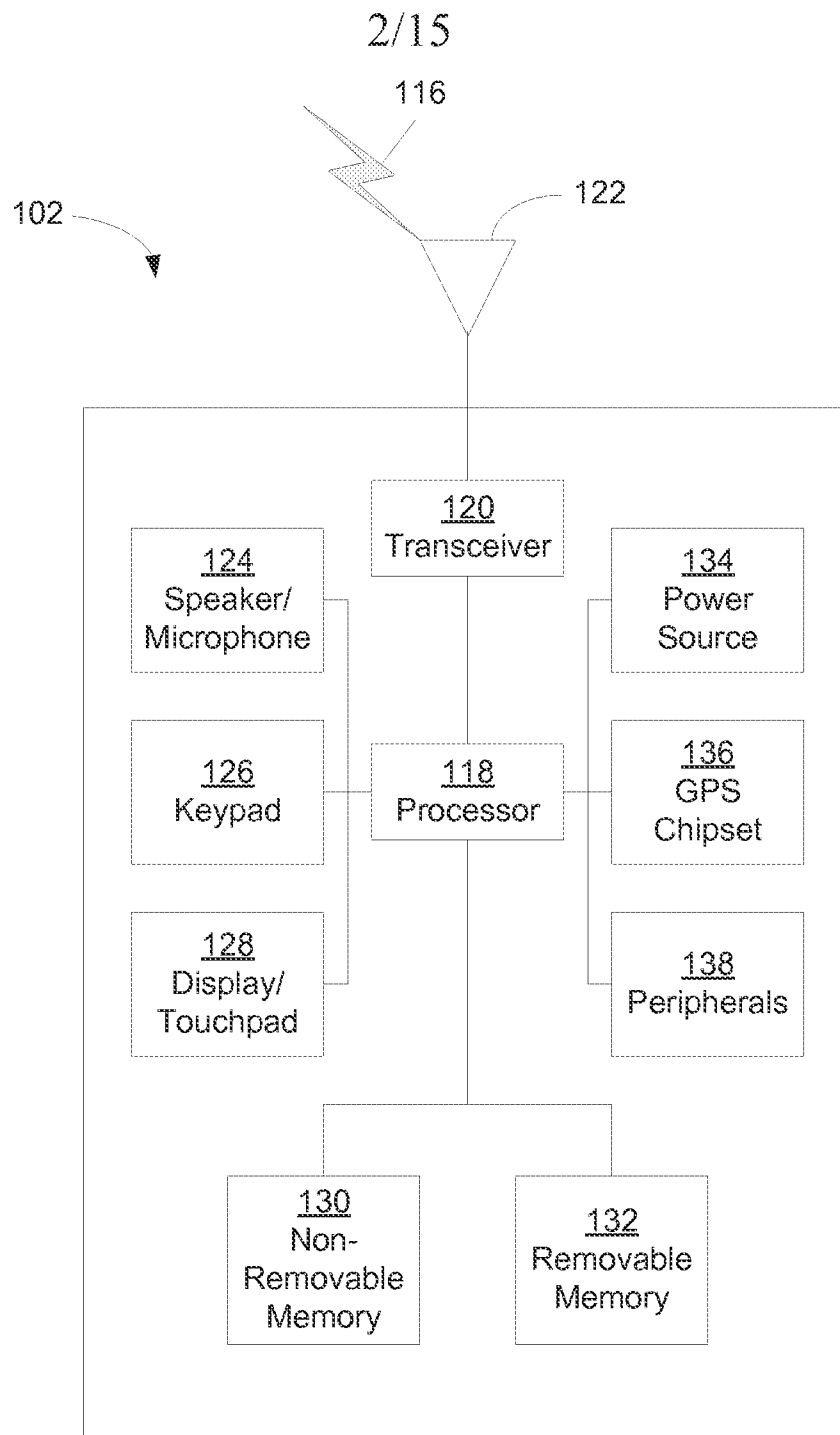 2/15
116
122
102
120
Transceiver
124
Speaker/
Microphone
134
Power
Source
126
Keypad
118
Processor
136
GPS
Chipset
128
Display/
Touchpad
138
Peripherals
130
Non-
Removable
Memory
132
Removable
Memory